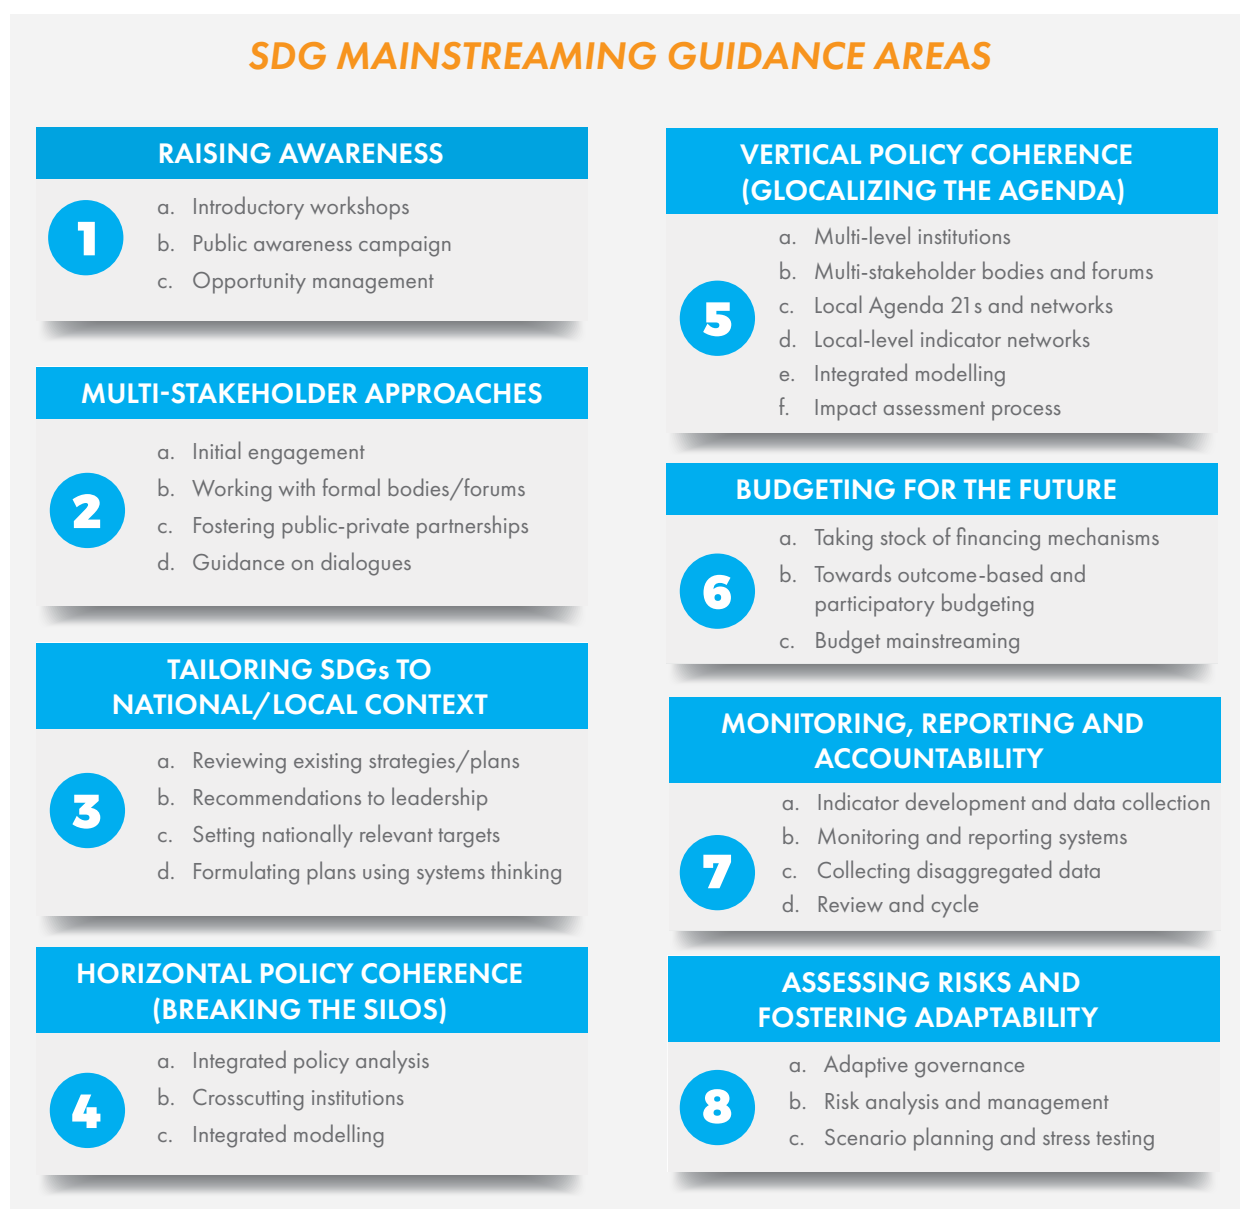 SDG MAINSTREAMING GUIDANCE AREAS
RAISING AWARENESS
1
a. Introductory workshops
b. Public awareness campaign
c. Opportunity management
MULTI-STAKEHOLDER APPROACHES
2
a. Initial engagement
b. Working with formal bodies/forums
c. Fostering public-private partnerships
d. Guidance on dialogues
TAILORING SDGs TO
NATIONAL/LOCAL CONTEXT
3
a. Reviewing existing strategies/plans
b. Recommendations to leadership
c. Setting nationally relevant targets
d. Formulating plans using systems thinking
HORIZONTAL POLICY COHERENCE
(BREAKING THE SILOS)
4
a. Integrated policy analysis
b. Crosscutting institutions
c. Integrated modelling
VERTICAL POLICY COHERENCE
(GLOCALIZING THE AGENDA)
5
a. Multi-level institutions
b. Multi-stakeholder bodies and forums
c. Local Agenda 21s and networks
d. Local-level indicator networks
e. Integrated modelling
f. Impact assessment process
BUDGETING FOR THE FUTURE
6
a. Taking stock of financing mechanisms
b. Towards outcome-based and
participatory budgeting
c. Budget mainstreaming
MONITORING, REPORTING AND
ACCOUNTABILITY
7
a. Indicator development and data collection
b. Monitoring and reporting systems
c. Collecting disaggregated data
d. Review and cycle
ASSESSING RISKS AND
FOSTERING ADAPTABILITY
8
a. Adaptive governance
b. Risk analysis and management
c. Scenario planning and stress testing